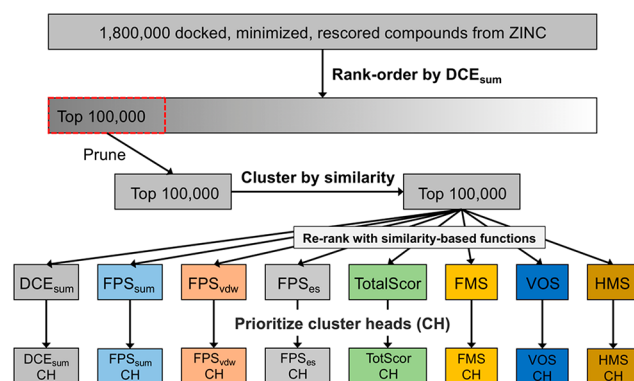 1,800,000 docked, minimized, rescored compounds from ZINC
Rank-order by DCEsum
Top 100,000
Prune
Top 100,000
Cluster by similarity
Top 100,000
Re-rank with similarity-based functions
DCEsum
FPSsum
FPSvdw
FPSes
TotalScor
FMS
VOS
HMS
Prioritize cluster heads (CH)
DCEsum
CH
FPSsum
CH
FPSvdw
CH
FPSes
CH
TotScor
CH
FMS
CH
VOS
CH
HMS
CH